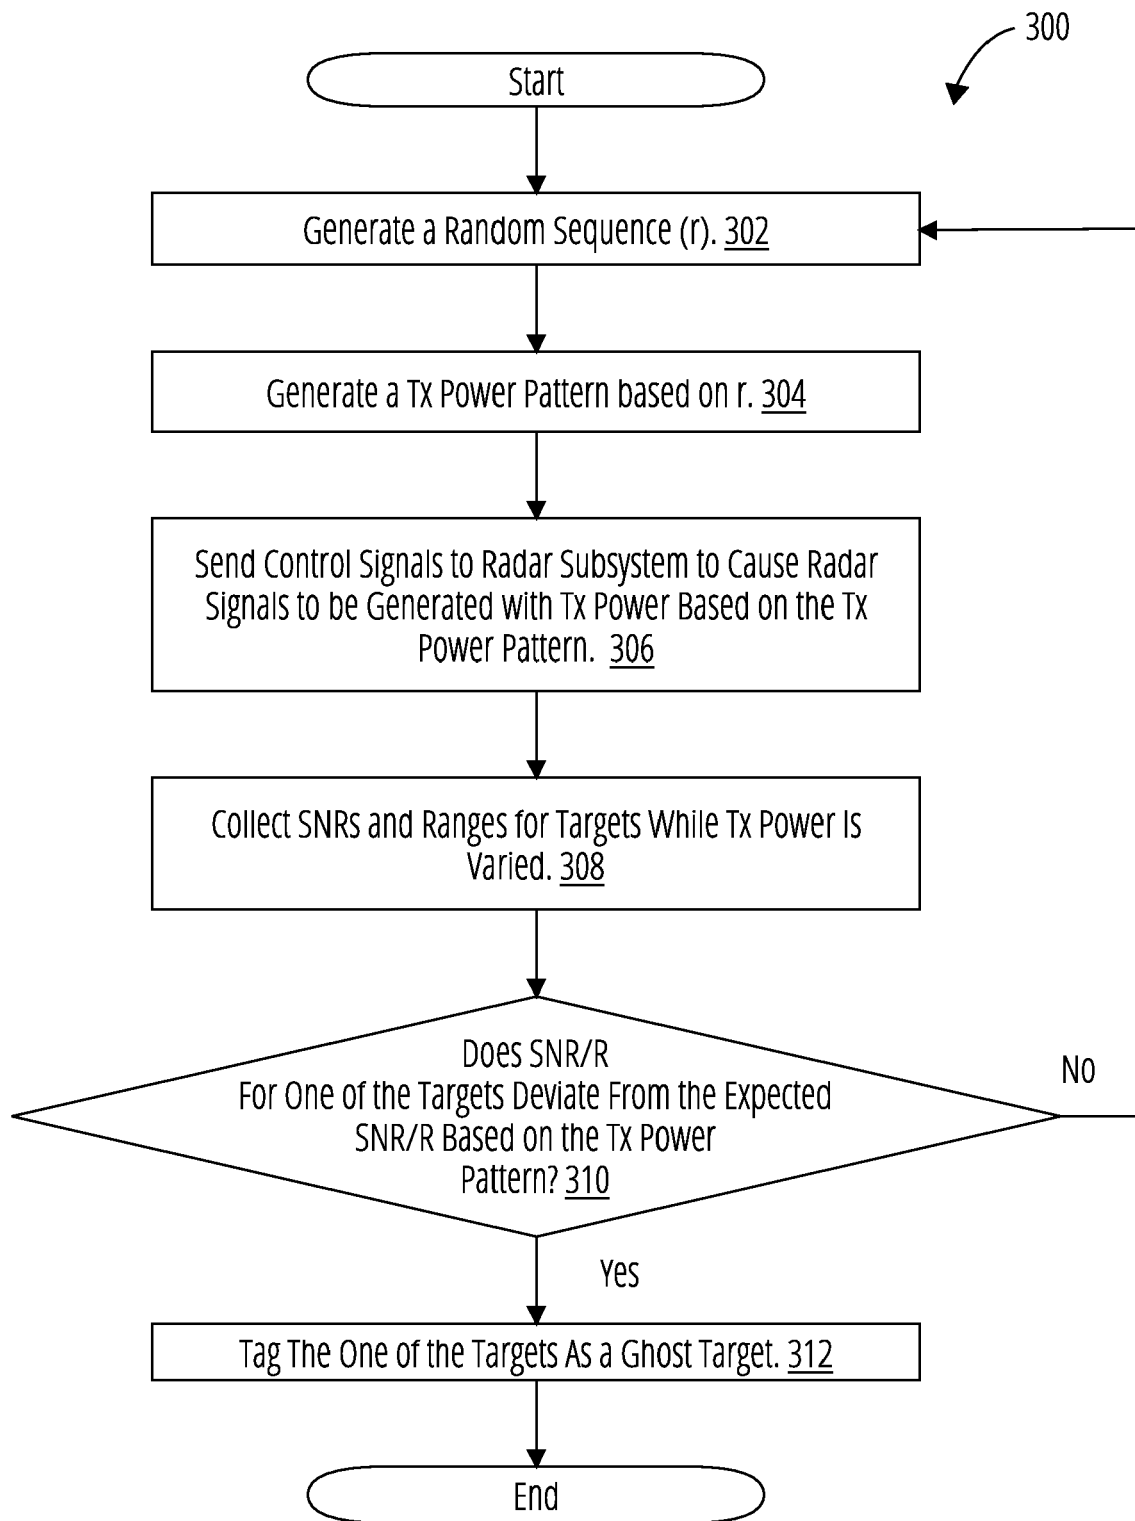 300
Start
Generate a Random Sequence (r). 302
Generate a Tx Power Pattern based on r. 304
Send Control Signals to Radar Subsystem to Cause Radar
Signals to be Generated with Tx Power Based on the Tx
Power Pattern. 306
Collect SNRs and Ranges for Targets While Tx Power Is
Varied. 308
Does SNR/R
For One of the Targets Deviate From the Expected
SNR/R Based on the Tx Power
Pattern? 310
No
Yes
Tag The One of the Targets As a Ghost Target. 312
End